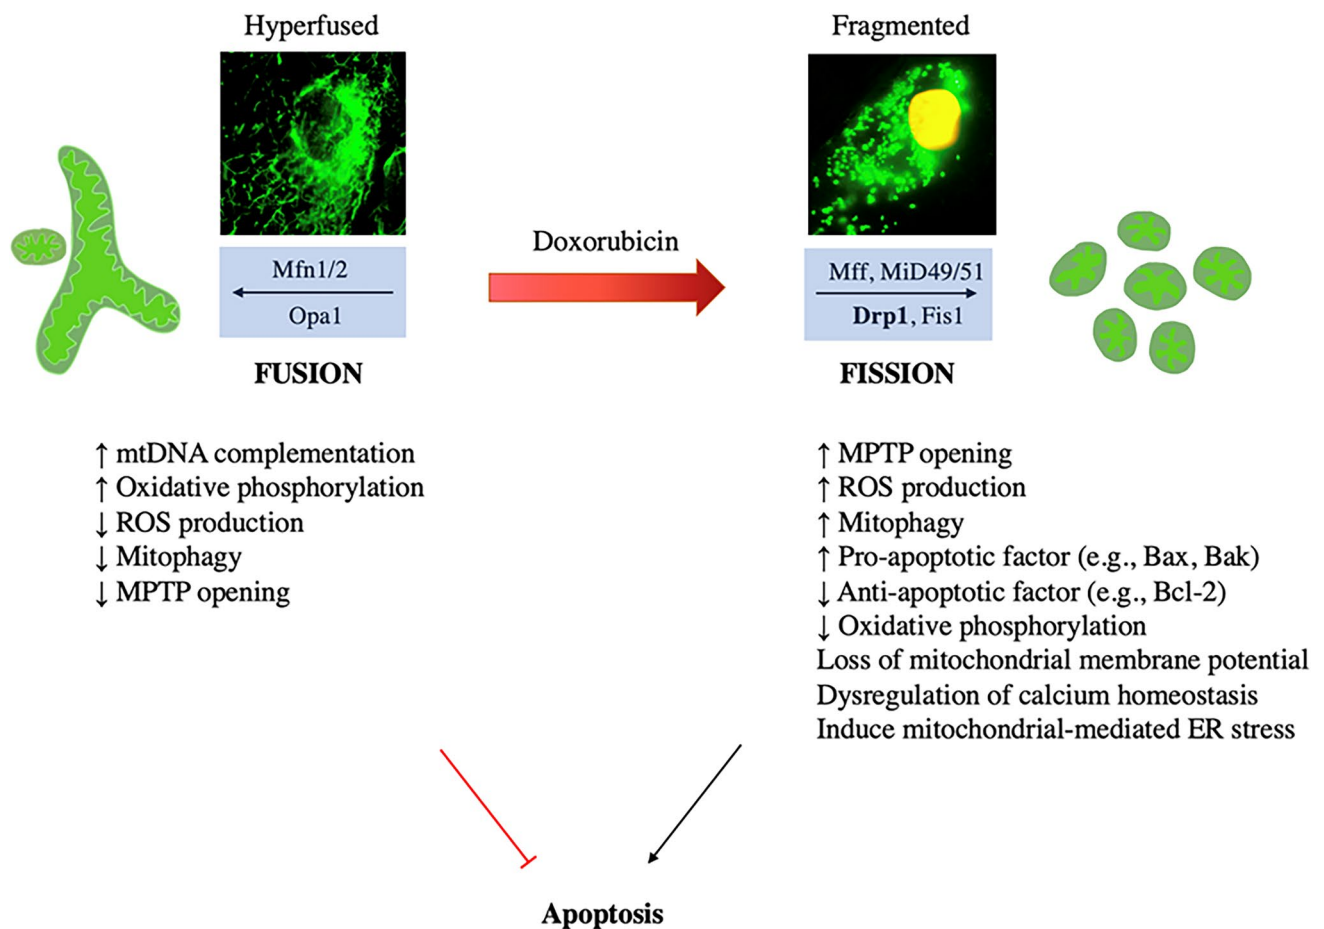 Hyperfused
Fragmented
Doxorubicin
Mfn1/2
Opa1
FUSION
Mff, MiD49/51
Drp1, Fis1
FISSION
↑ mtDNA complementation
↑ Oxidative phosphorylation
↓ ROS production
↓ Mitophagy
↓ MPTP opening
↑ MPTP opening
↑ ROS production
↑ Mitophagy
↑ Pro-apoptotic factor (e.g., Bax, Bak)
↓ Anti-apoptotic factor (e.g., Bcl-2)
↓ Oxidative phosphorylation
Loss of mitochondrial membrane potential
Dysregulation of calcium homeostasis
Induce mitochondrial-mediated ER stress
Apoptosis